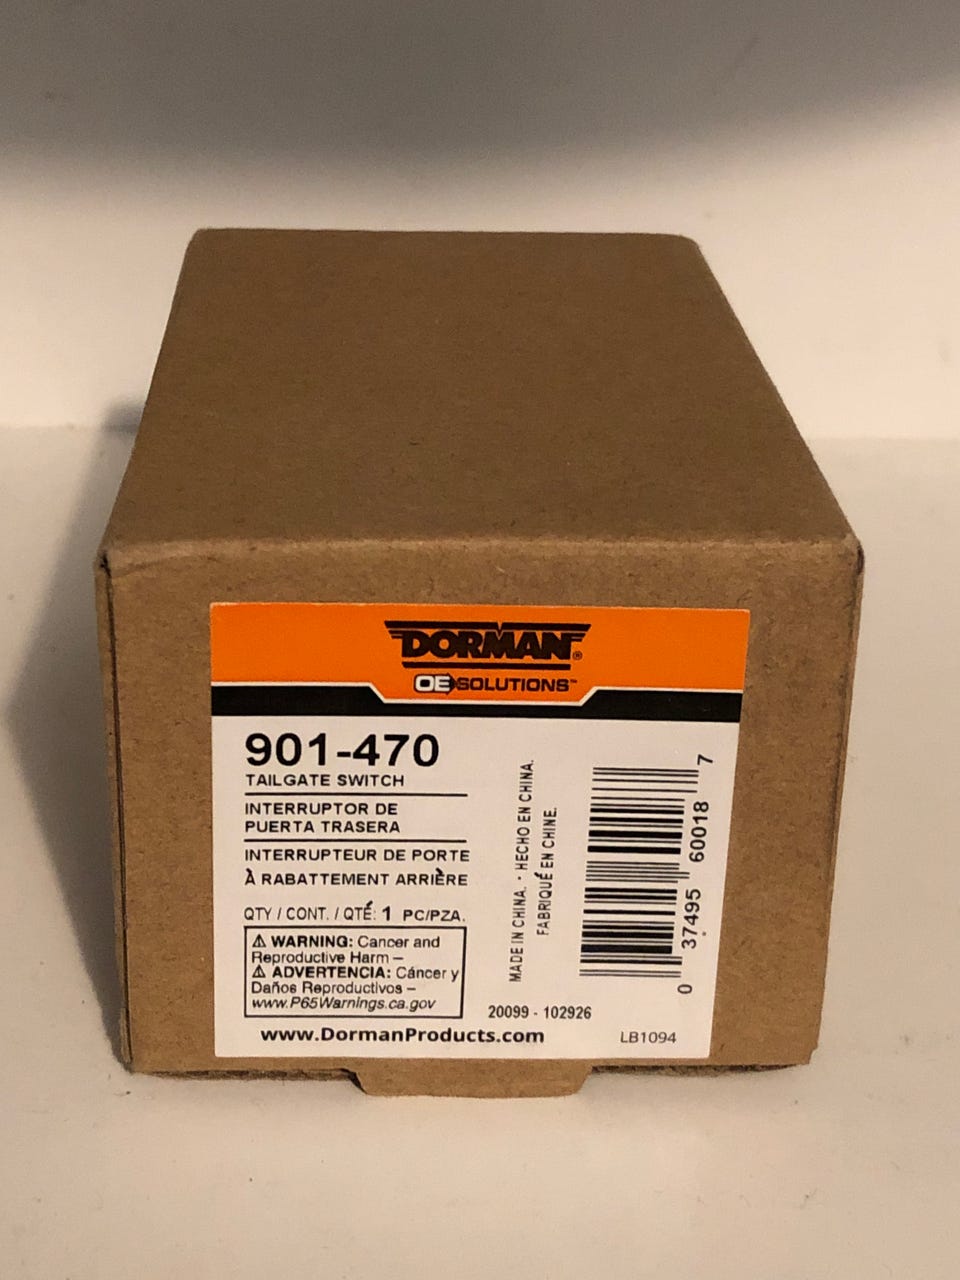 DORMAN®
OE SOLUTIONS™
901-470
TAILGATE SWITCH
INTERRUPTOR DE
PUERTA TRASERA
INTERRUPTEUR DE PORTE
À RABATTEMENT ARRIÈRE
QTY / CONT. / QTÉ: 1 PC/PZA.
⚠ WARNING: Cancer and
Reproductive Harm –
⚠ ADVERTENCIA: Cáncer y
Daños Reproductivos –
www.P65Warnings.ca.gov
www.DormanProducts.com
MADE IN CHINA. - HECHO EN CHINA.
FABRIQUÉ EN CHINE.
0 37495 60018 7
20099 - 102926
LB1094